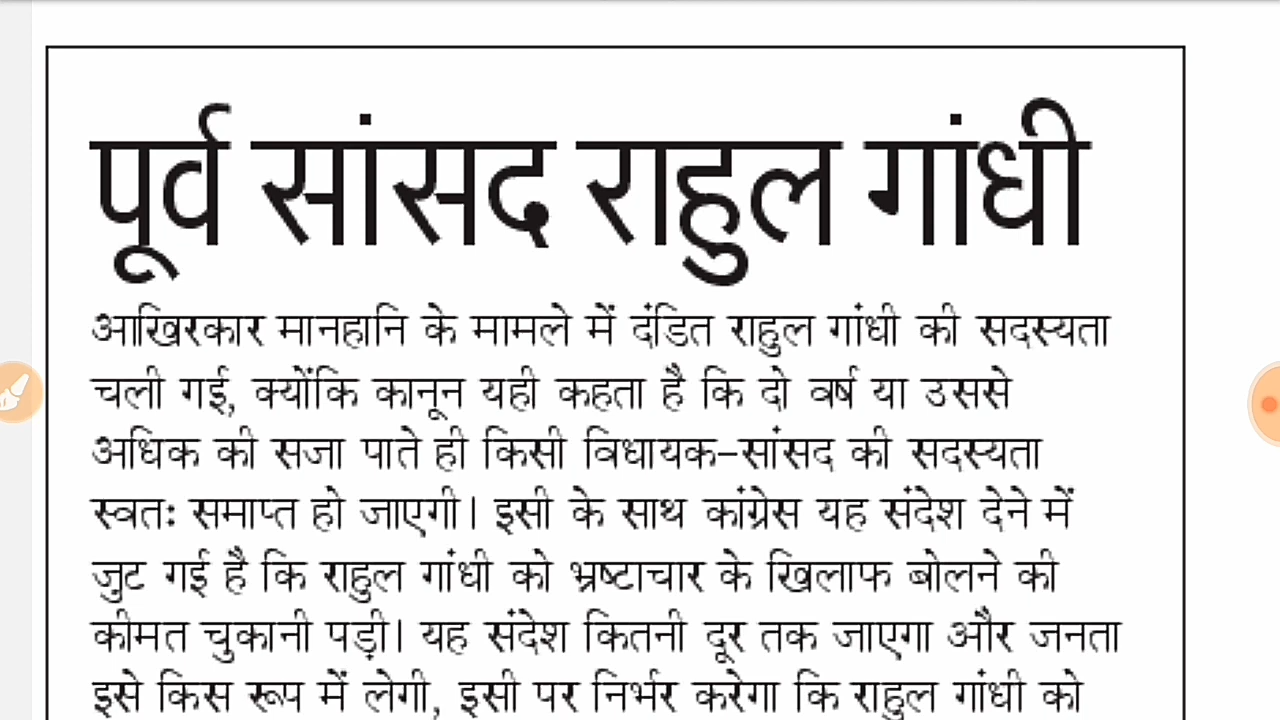 पूर्व सांसद राहुल गांधी
आखिरकार मानहानि के मामले में दंडित राहुल गांधी की सदस्यता
चली गई, क्योंकि कानून यही कहता है कि दो वर्ष या उससे
अधिक की सजा पाते ही किसी विधायक-सांसद की सदस्यता
स्वतः समाप्त हो जाएगी। इसी के साथ कांग्रेस यह संदेश देने में
जुट गई है कि राहुल गांधी को भ्रष्टाचार के खिलाफ बोलने की
कीमत चुकानी पड़ी। यह संदेश कितनी दूर तक जाएगा और जनता
इसे किस रूप में लेगी, इसी पर निर्भर करेगा कि राहुल गांधी को